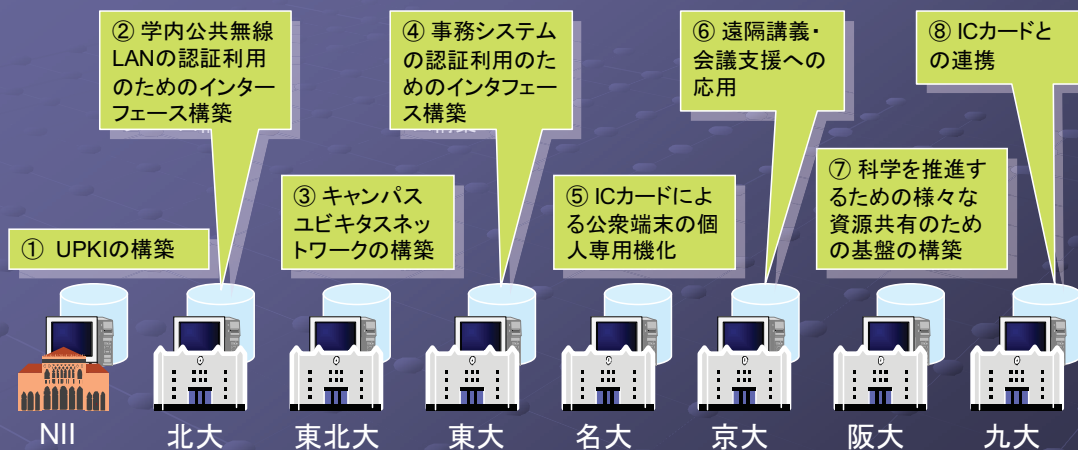 ② 学内公共無線
LANの認証利用
のためのインター
フェース構築
④ 事務システム
の認証利用のた
めのインタフェー
ス構築
⑥ 遠隔講義・
会議支援への
応用
⑧ ICカードと
の連携
① UPKIの構築
③ キャンパス
ユビキタスネッ
トワークの構築
⑤ ICカードによ
る公衆端末の個
人専用機化
⑦ 科学を推進す
るための様々な
資源共有のため
の基盤の構築
NII
北大
東北大
東大
名大
京大
阪大
九大